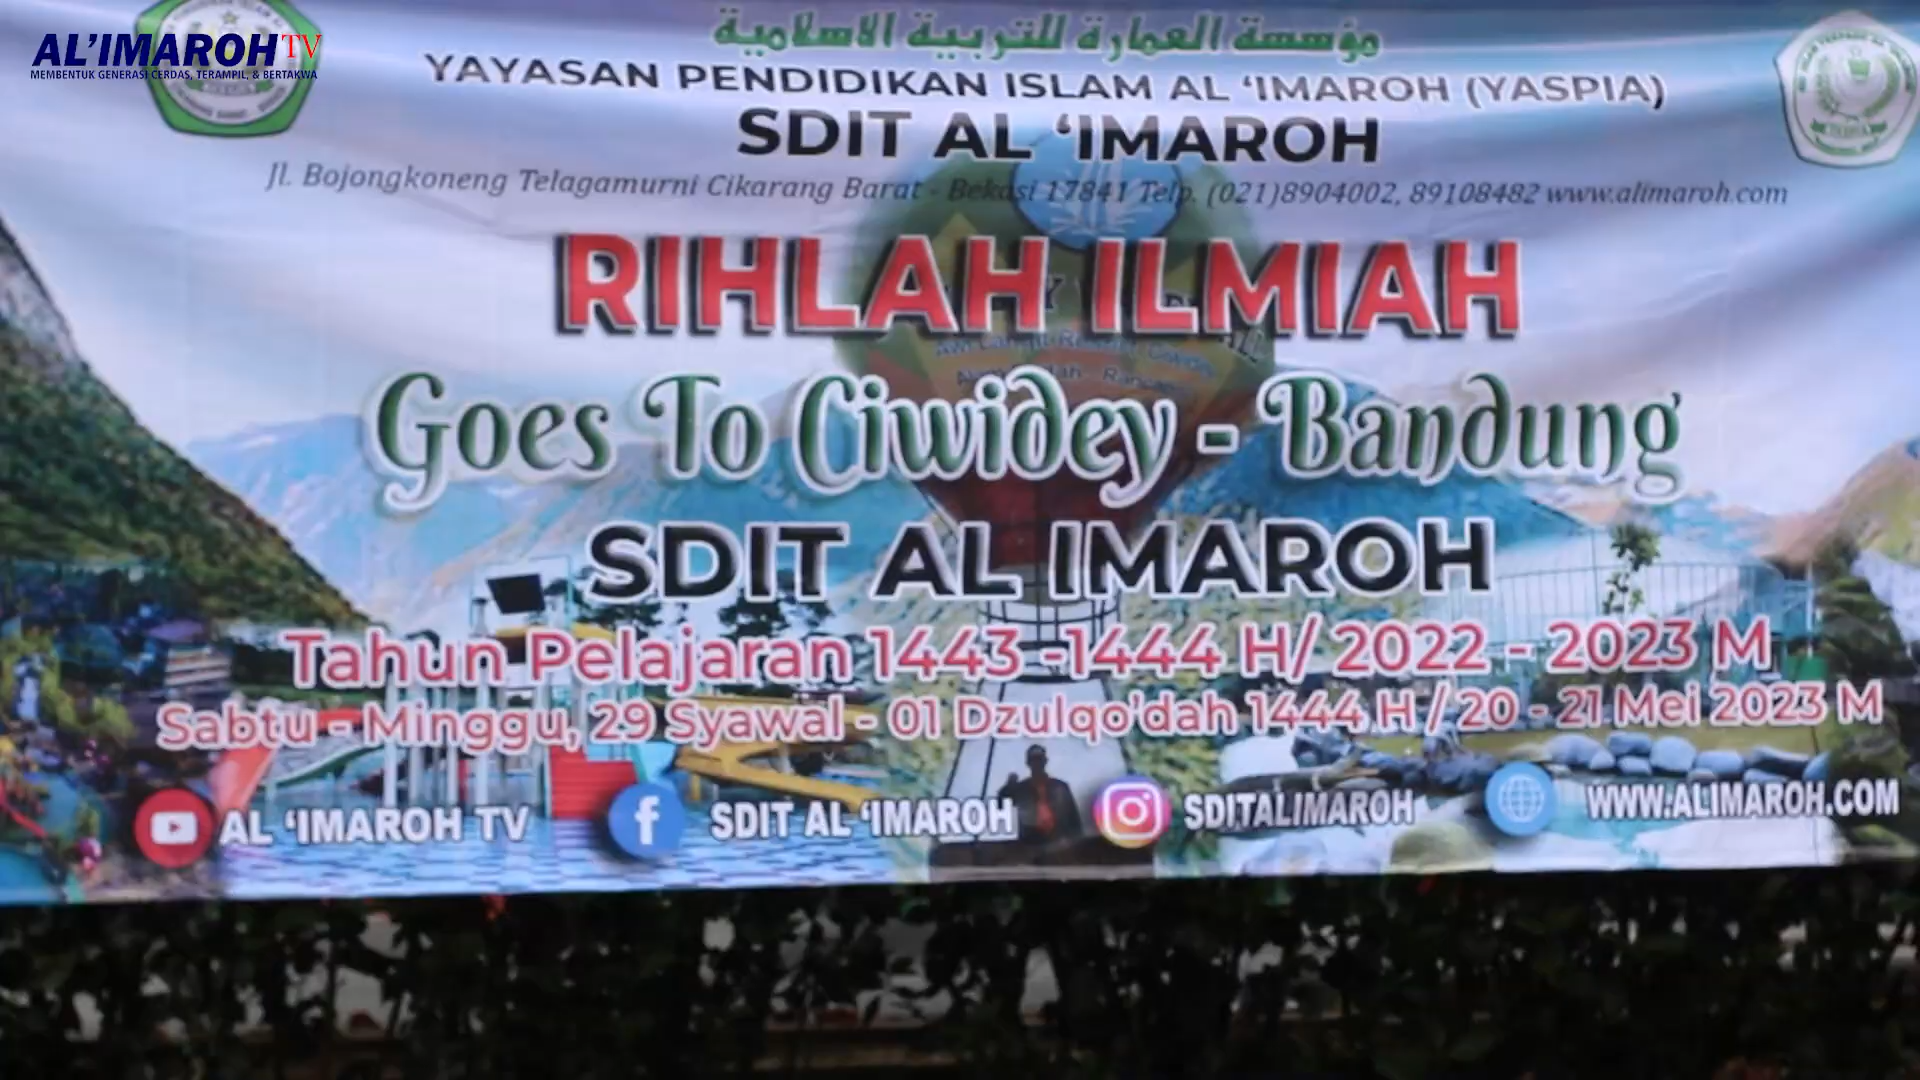 AL'IMAROH TV
MEMBENTUK GENERASI CERDAS, TERAMPIL, & BERTAKWA
مؤسسة العمارة للتربية الاسلامية
YAYASAN PENDIDIKAN ISLAM AL ‘IMAROH (YASPIA)
SDIT AL ‘IMAROH
Jl. Bojongkoneng Telagamurni Cikarang Barat - Bekasi 17841 Telp. (021)8904002, 89108482 www.alimaroh.com
RIHLAH ILMIAH
Goes To Ciwidey - Bandung
SDIT AL IMAROH
Tahun Pelajaran 1443 -1444 H/ 2022 - 2023 M
Sabtu - Minggu, 29 Syawal - 01 Dzulqo'dah 1444 H / 20 - 21 Mei 2023 M
AL ‘IMAROH TV
SDIT AL ‘IMAROH
SDITALIMAROH
WWW.ALIMAROH.COM